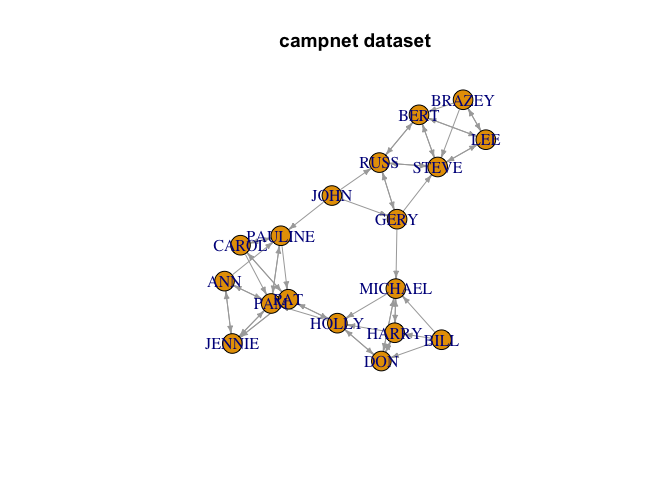 campnet dataset
BRAZEY
BERT
LEE
RUSS
STEVE
JOHN
GERY
PAULINE
CAROL
ANN
PAM
PAT
MICHAEL
HOLLY
HARRY
BILL
JENNIE
DON